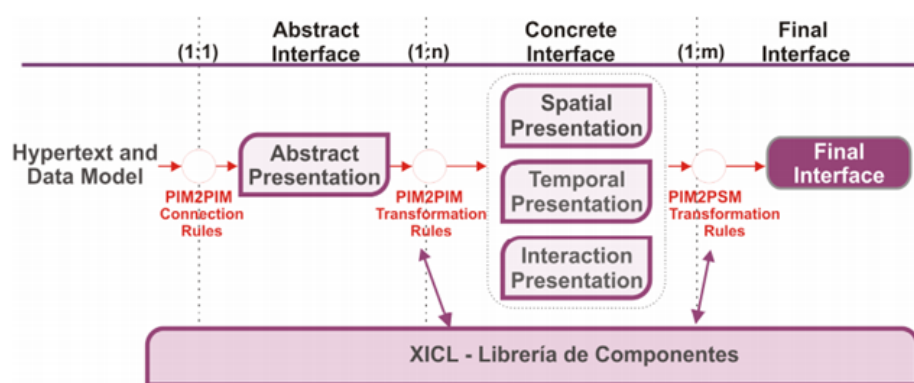 (1:1)
Abstract
Interface
(1:n)
Concrete
Interface
(1:m)
Final
Interface
Hypertext and
Data Model
PIM2PIM
Connection
Rules
Abstract
Presentation
PIM2PIM
Transformation
Rules
Spatial
Presentation
Temporal
Presentation
Interaction
Presentation
PIM2PSM
Transformation
Rules
Final
Interface
XICL - Librería de Componentes